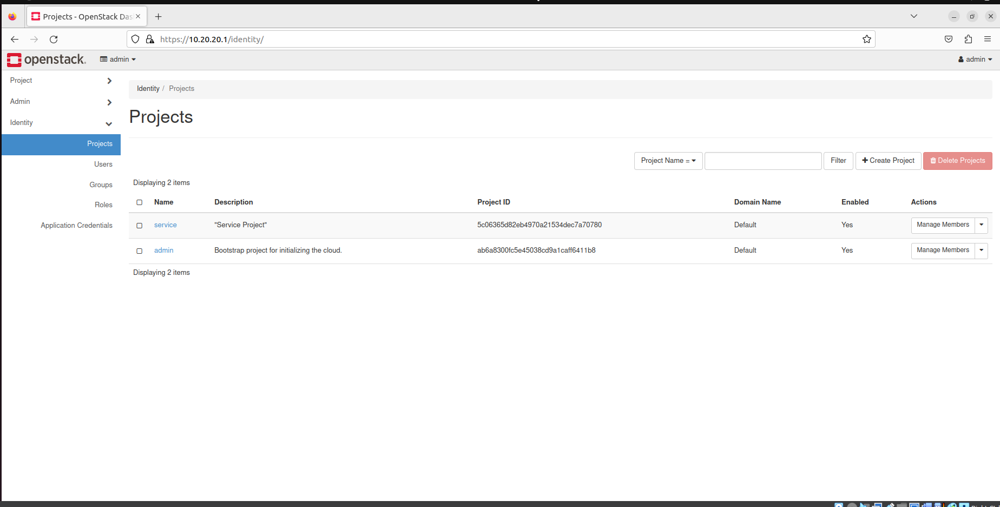 Projects - OpenStack Das
https://10.20.20.1/identity/
openstack.
admin
admin
Project
Admin
Identity
Projects
Users
Groups
Roles
Application Credentials
Identity / Projects
Projects
Project Name =
Filter
Create Project
Delete Projects
Displaying 2 items
Name Description Project ID Domain Name Enabled Actions
service "Service Project" 5c06365d82eb4970a21534dec7a70780 Default Yes Manage Members
admin Bootstrap project for initializing the cloud. ab6a8300fc5e45038cd9a1caff6411b8 Default Yes Manage Members
Displaying 2 items